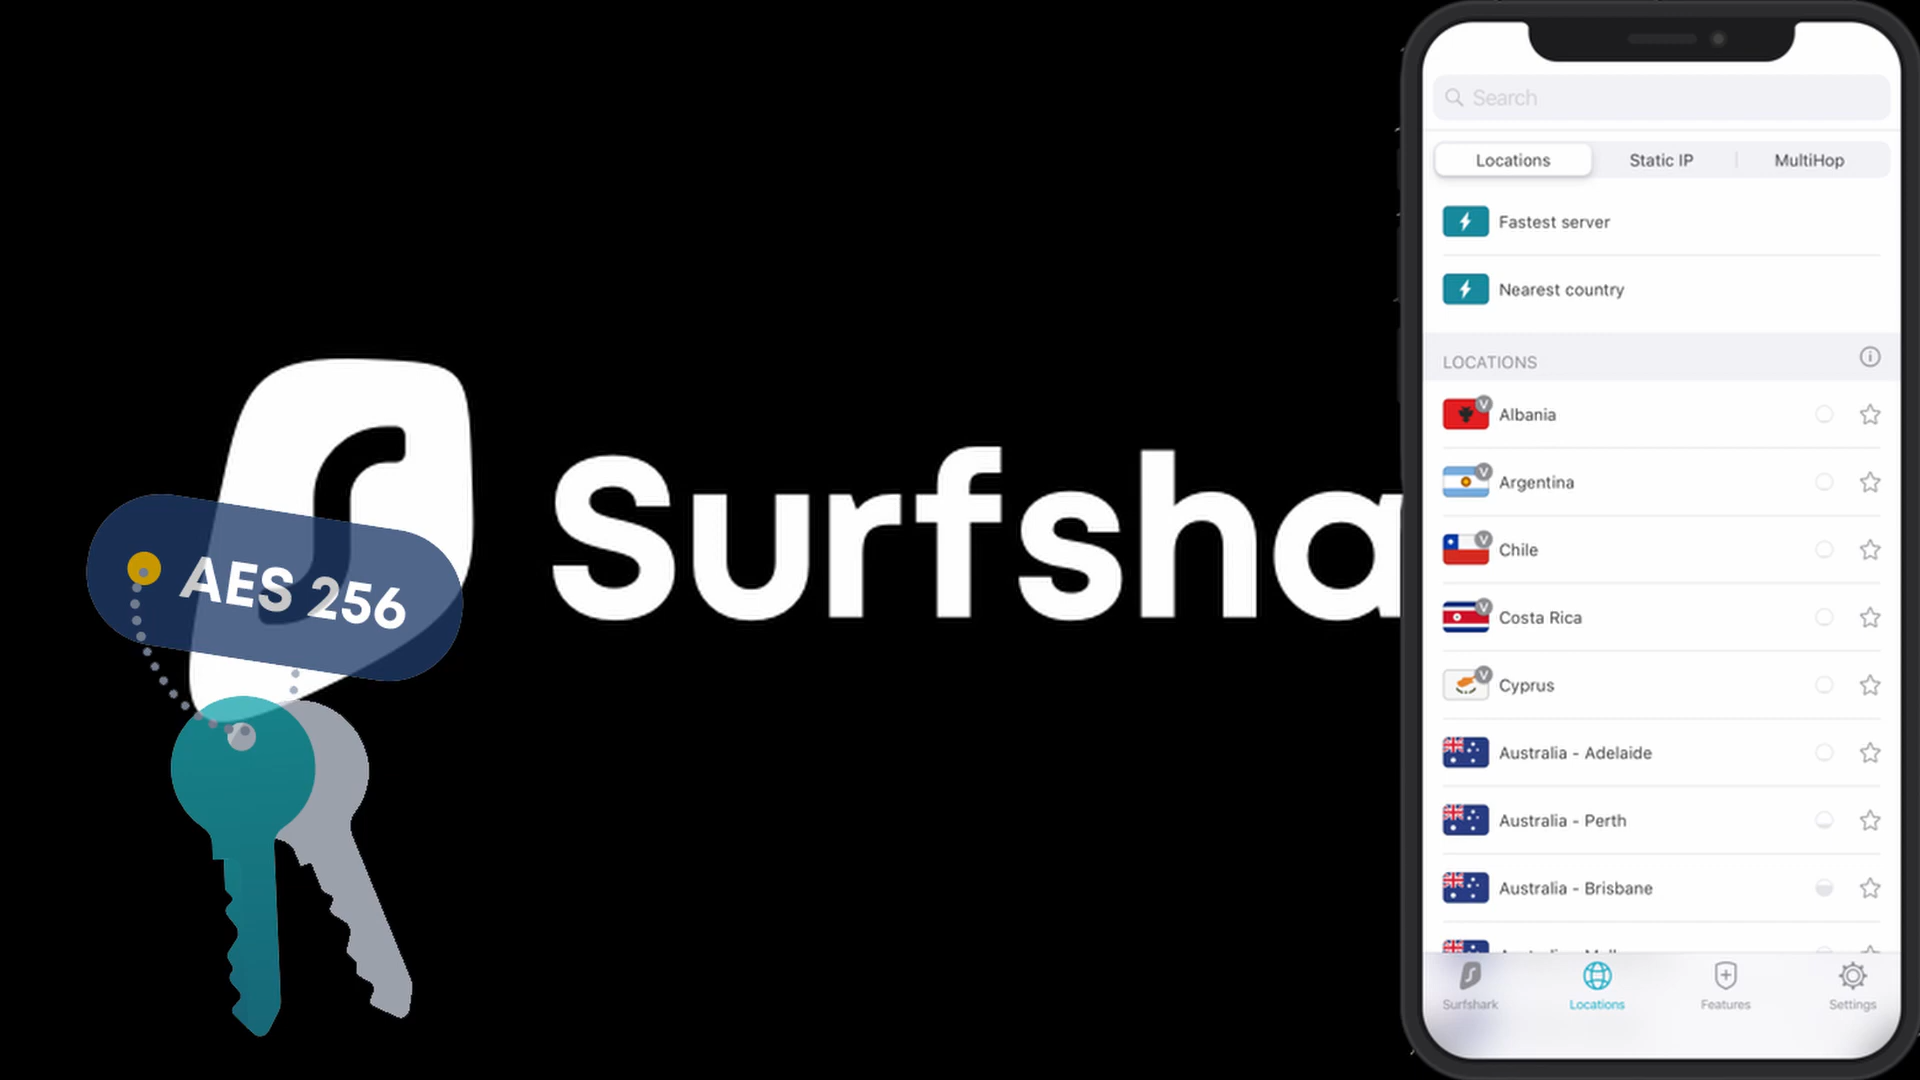 Surfsha
AES 256
Search
Locations
Static IP
MultiHop
Fastest server
Nearest country
LOCATIONS
V
Albania
V
Argentina
V
Chile
V
Costa Rica
V
Cyprus
Australia - Adelaide
Australia - Perth
Australia - Brisbane
Surfshark
Locations
Features
Settings